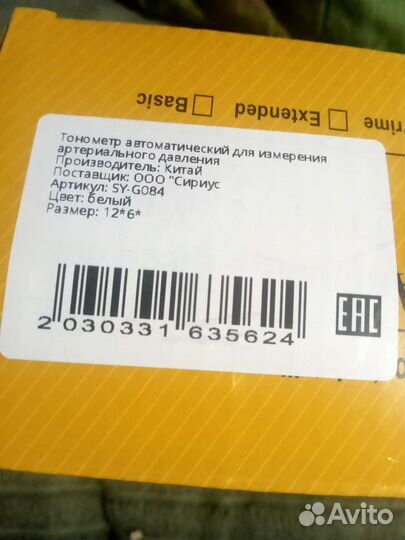 Basic
Extended
Prime
Тонометр автоматический для измерения
артериального давления
Производитель: Китай
Поставщик: ООО "Сириус
Артикул: SY-G084
Цвет: белый
Размер: 12*6*
2 030331 635624
EAC
Avito